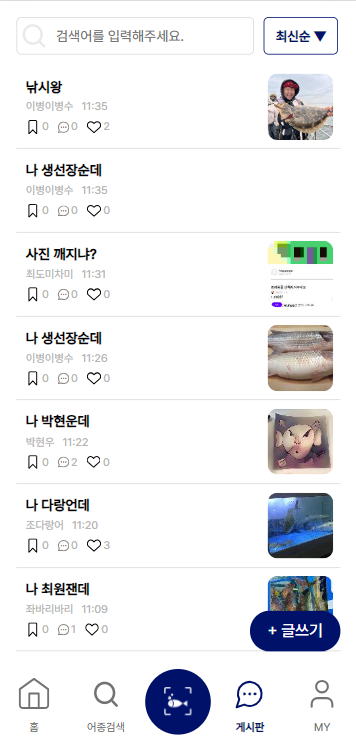 검색어를 입력해주세요.
최신순 ▼
낚시왕
이병이병수 11:35
0 0 2
나 생선장순데
이병이병수 11:35
0 0 0
사진 깨지냐?
최도미차미 11:31
0 0 0
나 생선장순데
이병이병수 11:26
0 0 0
나 박현운데
박현우 11:22
0 2 0
나 다랑언데
조다랑어 11:20
0 0 3
나 최원잰데
좌바리바리 11:09
0 1 0
+ 글쓰기
홈
어종검색
게시판
MY